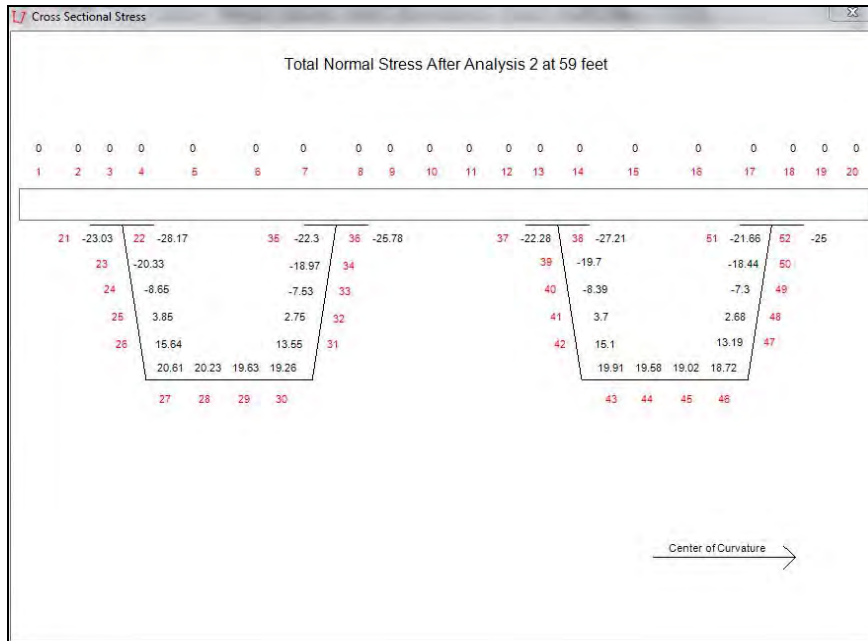 Cross Sectional Stress
Total Normal Stress After Analysis 2 at 59 feet
0 0 0 0 0 0 0 0 0 0 0 0 0 0 0 0 0 0 0 0
1 2 3 4 5 6 7 8 9 10 11 12 13 14 15 16 17 18 19 20
21 -23.03 22 -28.17 35 -22.3 36 -25.78 37 -22.28 38 -27.21 51 -21.66 52 -25
23 -20.33 -18.97 34 39 -19.7 -18.44 50
24 -8.65 -7.53 33 40 -8.39 -7.3 49
25 3.85 2.75 32 41 3.7 2.68 48
26 15.64 13.55 31 42 15.1 13.19 47
20.61 20.23 19.63 19.26 19.91 19.58 19.02 18.72
27 28 29 30 43 44 45 46
Center of Curvature